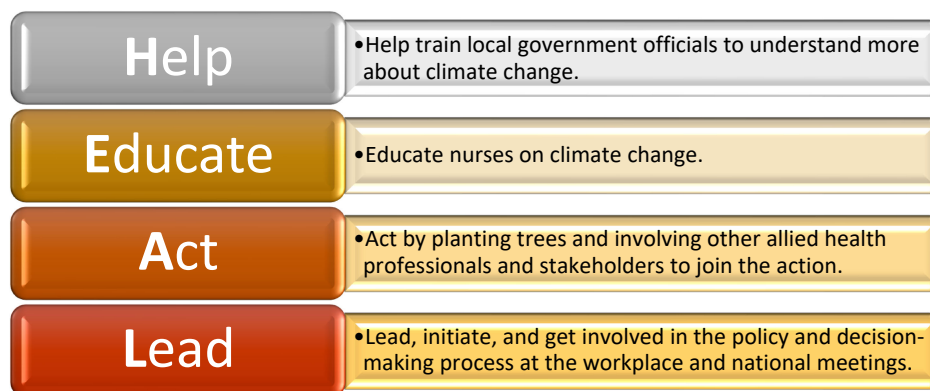 Help
•Help train local government officials to understand more
about climate change.
Educate
•Educate nurses on climate change.
Act
•Act by planting trees and involving other allied health
professionals and stakeholders to join the action.
Lead
•Lead, initiate, and get involved in the policy and decision-
making process at the workplace and national meetings.